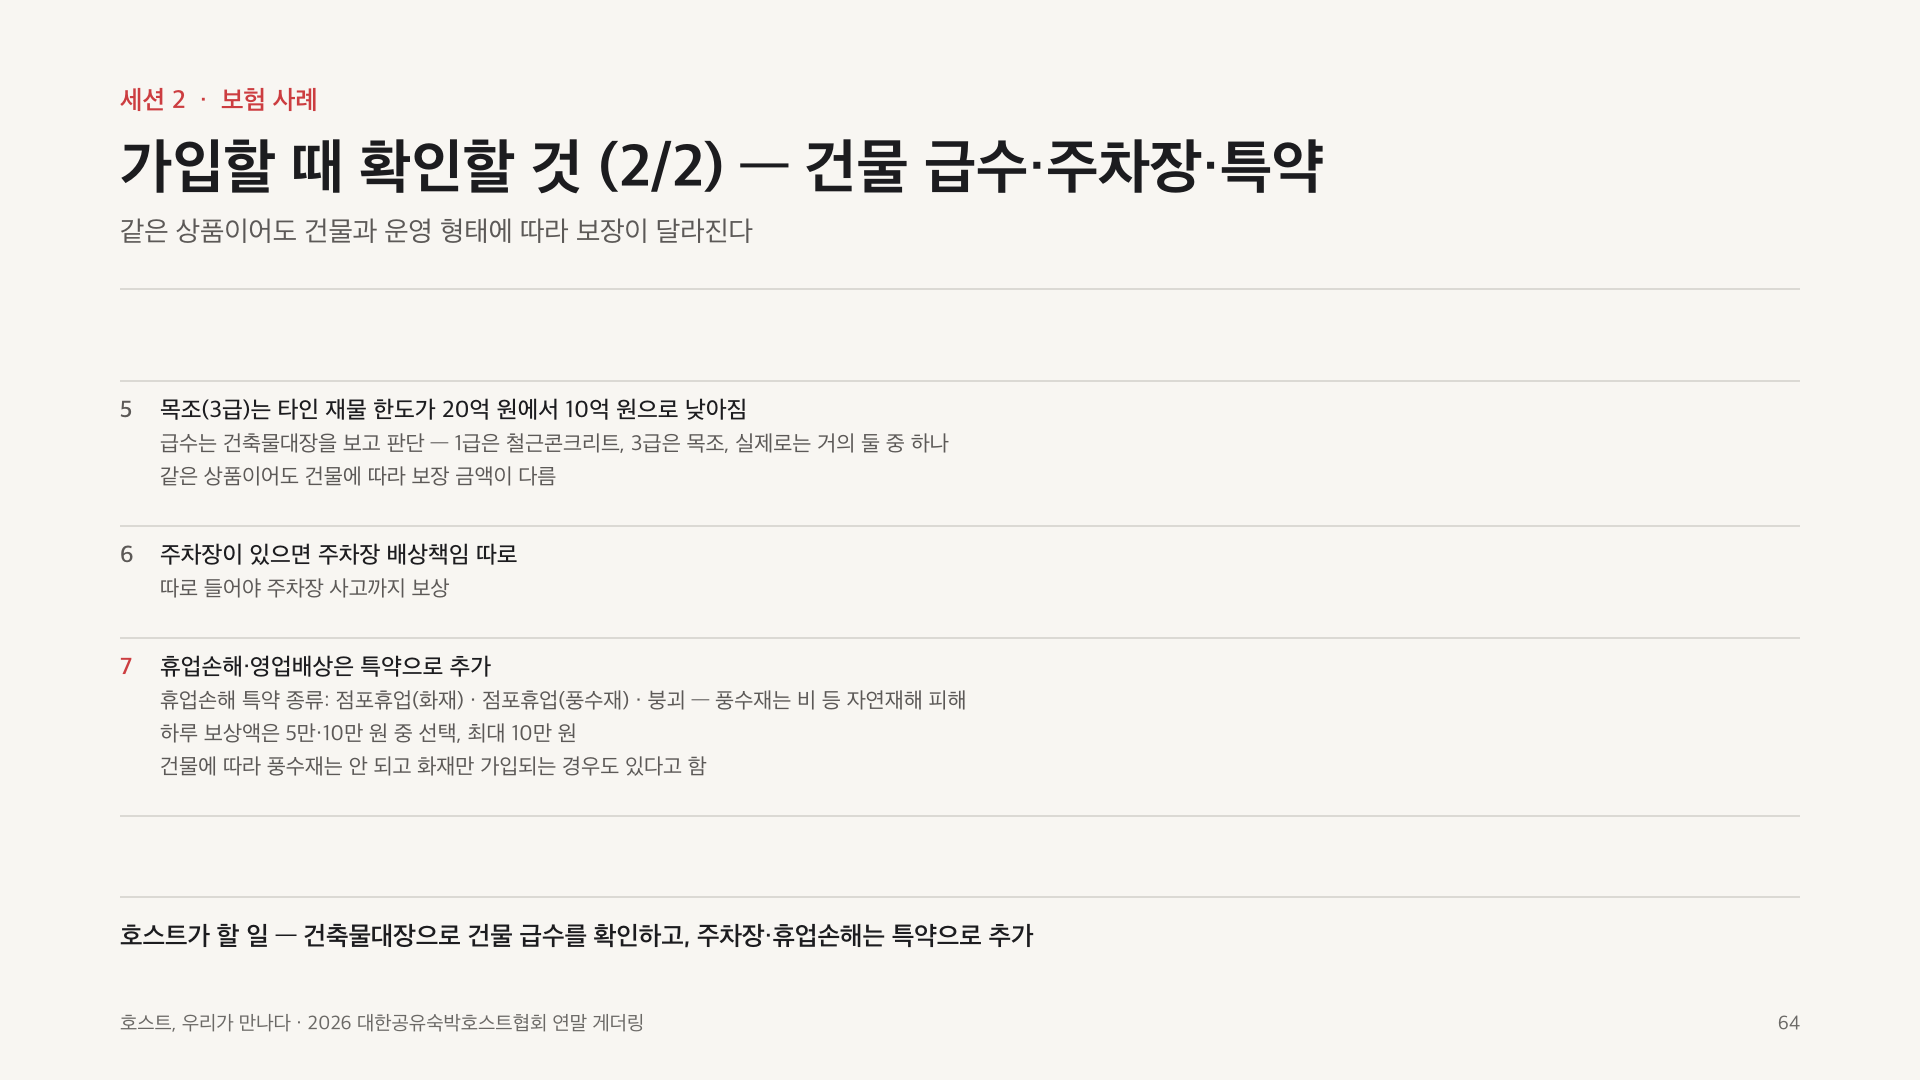 세션 2 · 보험 사례
가입할 때 확인할 것 (2/2) — 건물 급수·주차장·특약
같은 상품이어도 건물과 운영 형태에 따라 보장이 달라진다
5 목조(3급)는 타인 재물 한도가 20억 원에서 10억 원으로 낮아짐
급수는 건축물대장을 보고 판단 — 1급은 철근콘크리트, 3급은 목조, 실제로는 거의 둘 중 하나
같은 상품이어도 건물에 따라 보장 금액이 다름
6 주차장이 있으면 주차장 배상책임 따로
따로 들어야 주차장 사고까지 보상
7 휴업손해·영업배상은 특약으로 추가
휴업손해 특약 종류: 점포휴업(화재) · 점포휴업(풍수재) · 붕괴 — 풍수재는 비 등 자연재해 피해
하루 보상액은 5만·10만 원 중 선택, 최대 10만 원
건물에 따라 풍수재는 안 되고 화재만 가입되는 경우도 있다고 함
호스트가 할 일 — 건축물대장으로 건물 급수를 확인하고, 주차장·휴업손해는 특약으로 추가
호스트, 우리가 만나다 · 2026 대한공유숙박호스트협회 연말 게더링
64